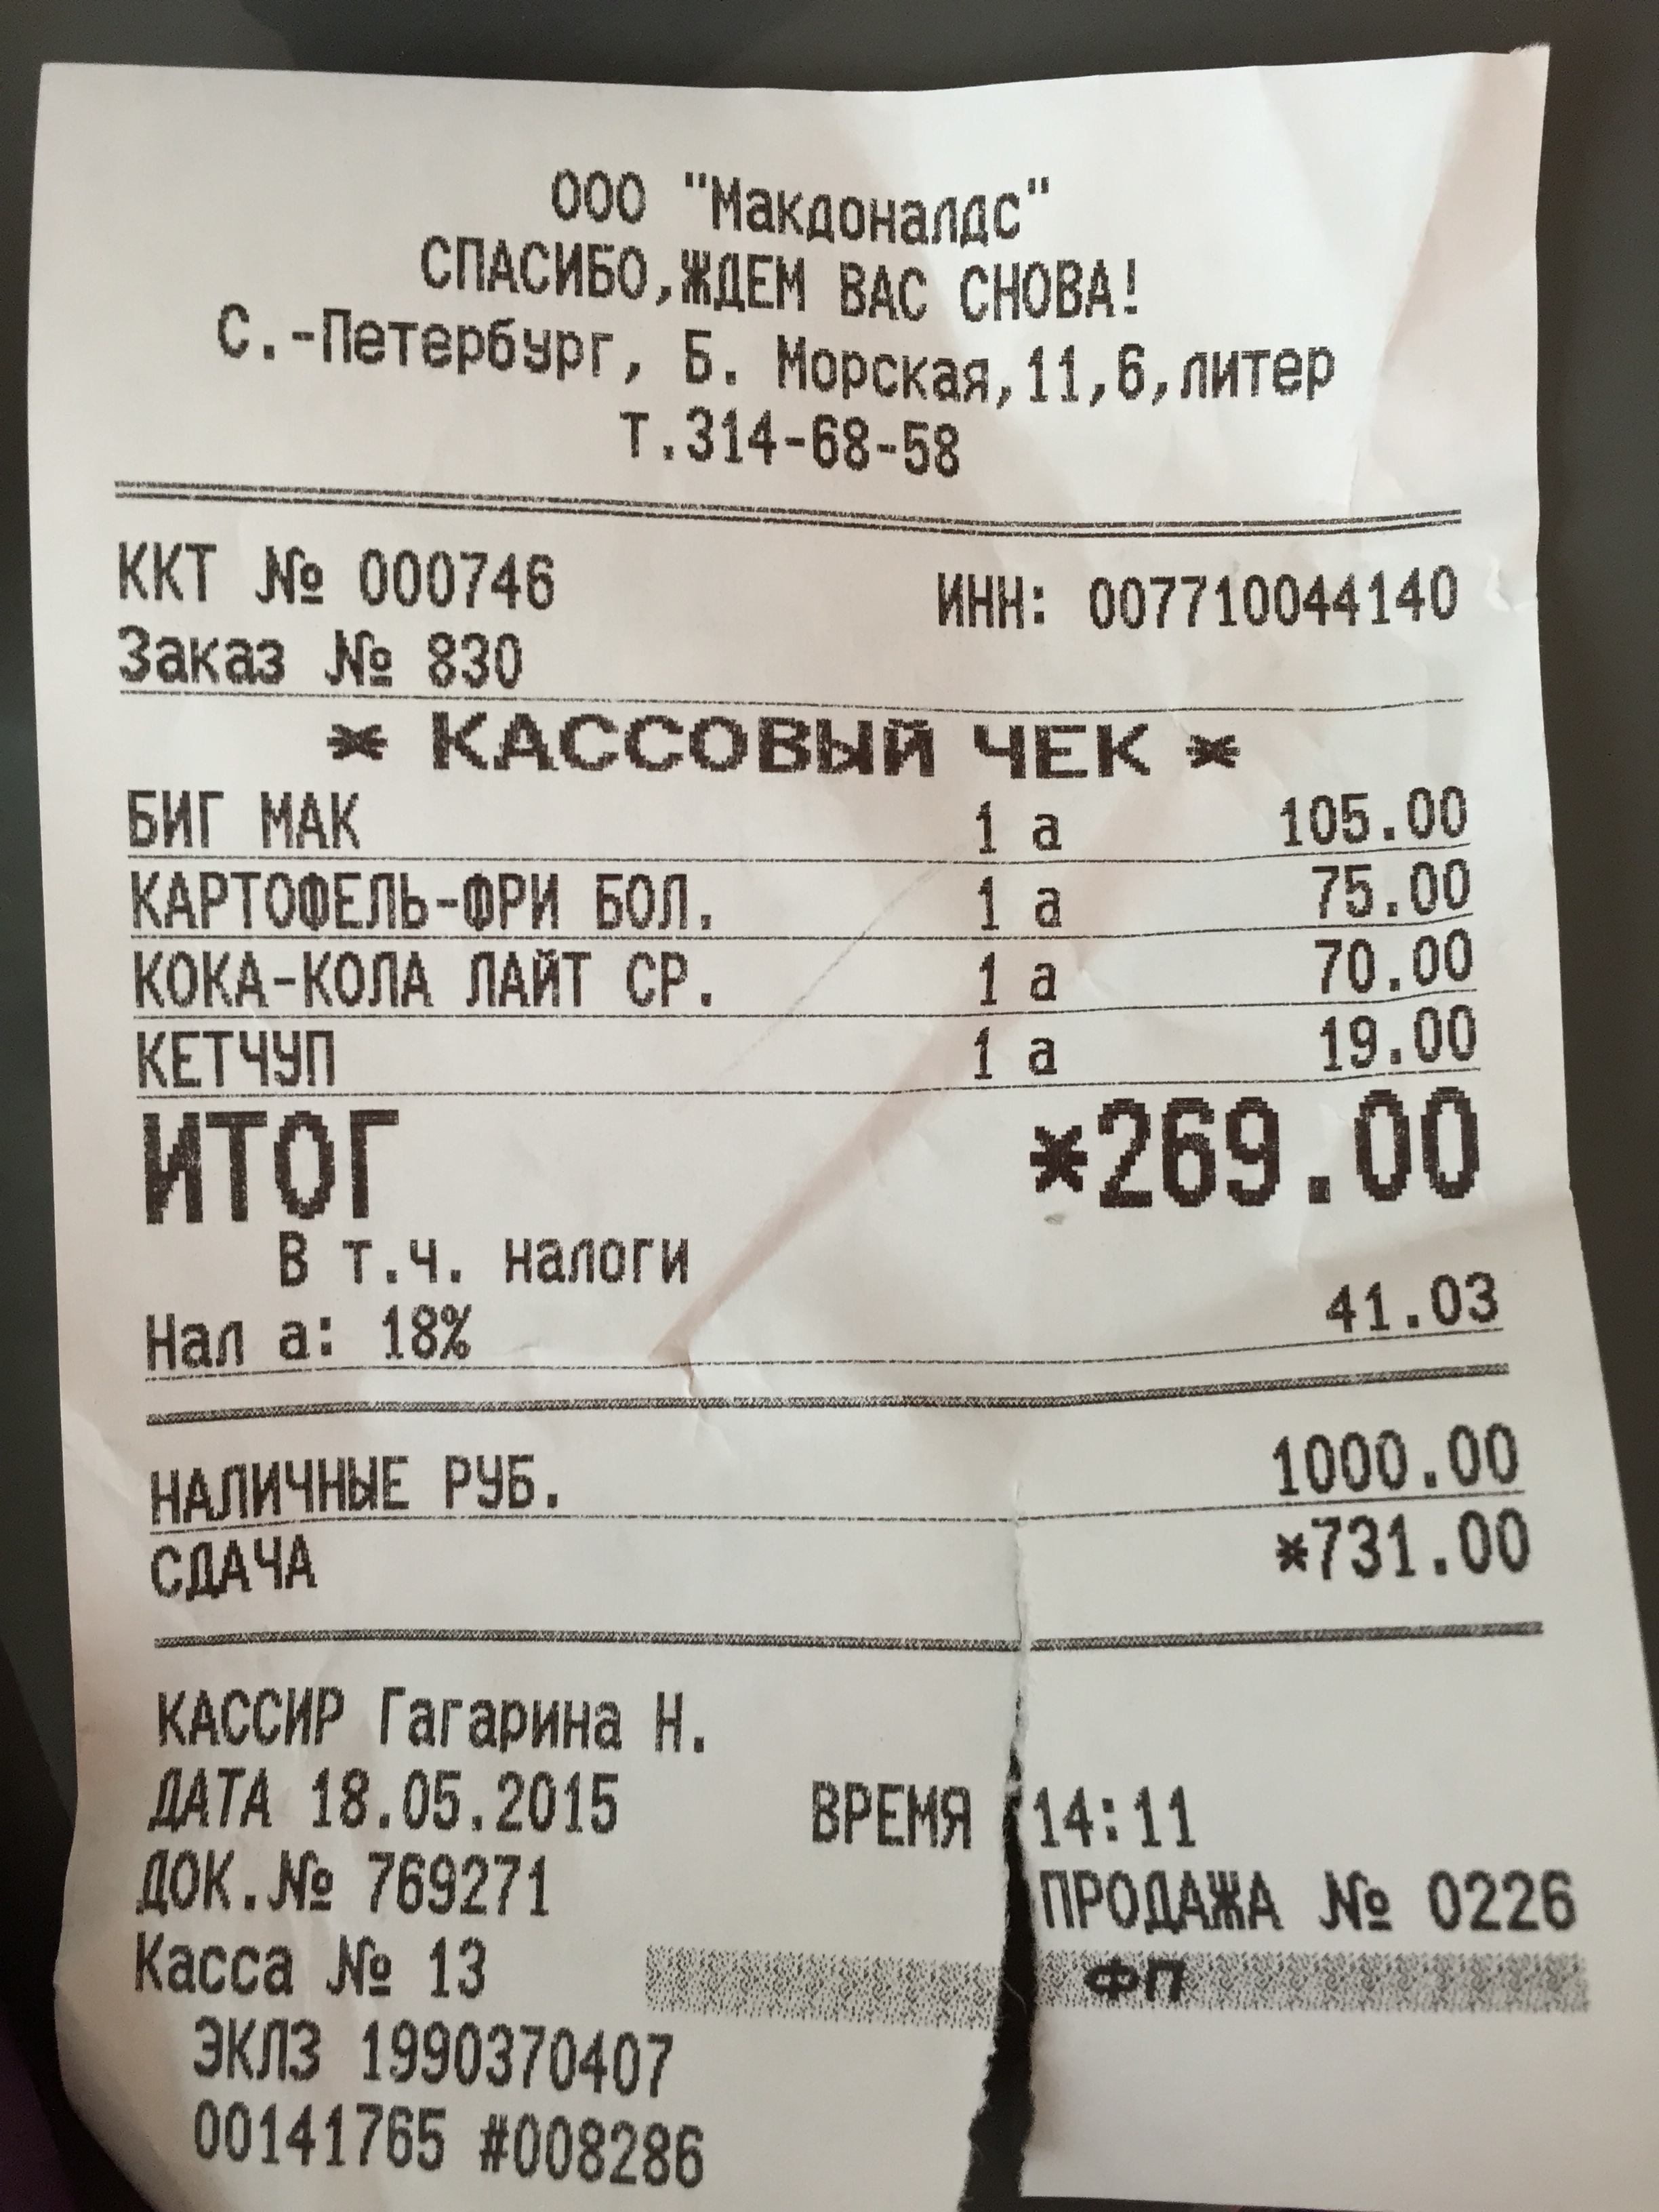 ООО "Макдоналдс"
СПАСИБО,ЖДЕМ ВАС СНОВА!
С.-Петербург, Б. Морская,11,6,литер
Т.314-68-58
ККТ № 000746 ИНН: 007710044140
Заказ № 830
* КАССОВЫЙ ЧЕК *
БИГ МАК 1 а 105.00
КАРТОФЕЛЬ-ФРИ БОЛ. 1 а 75.00
КОКА-КОЛА ЛАЙТ СР. 1 а 70.00
КЕТЧУП 1 а 19.00
ИТОГ *269.00
В т.ч. налоги
Нал а: 18% 41.03
НАЛИЧНЫЕ РУБ. 1000.00
СДАЧА *731.00
КАССИР Гагарина Н.
ДАТА 18.05.2015 ВРЕМЯ 14:11
ДОК.№ 769271 ПРОДАЖА № 0226
Касса № 13 ФП
ЭКЛЗ 1990370407
00141765 #008286